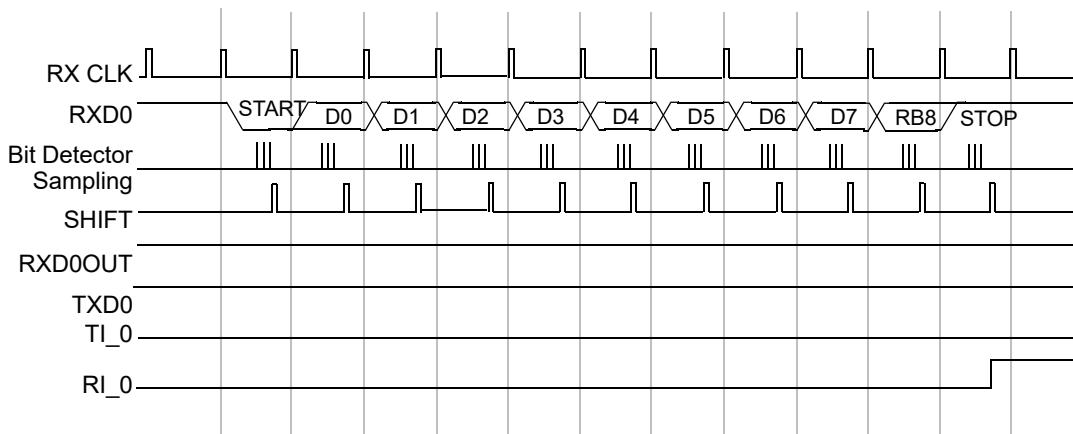 RX CLK
RXD0 START D0 D1 D2 D3 D4 D5 D6 D7 RB8 STOP
Bit Detector
Sampling
SHIFT
RXD0OUT
TXD0
TI_0
RI_0